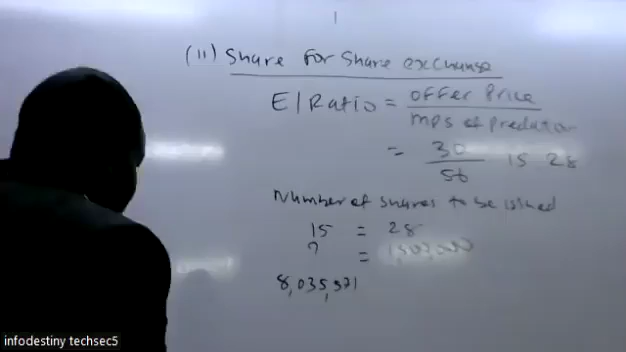 (ii) Share for share exchange
E/Ratio = offer Price
mps of predator
= 30
56
15 28
Number of shares to be issued
15 = 28
? =
8,035,371
infodestiny techsec5